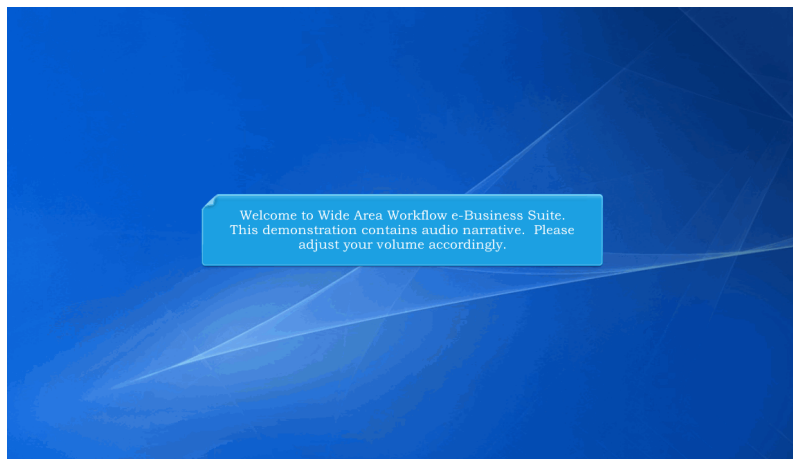 Welcome to Wide Area Workflow e-Business Suite.
This demonstration contains audio narrative.  Please
adjust your volume accordingly.